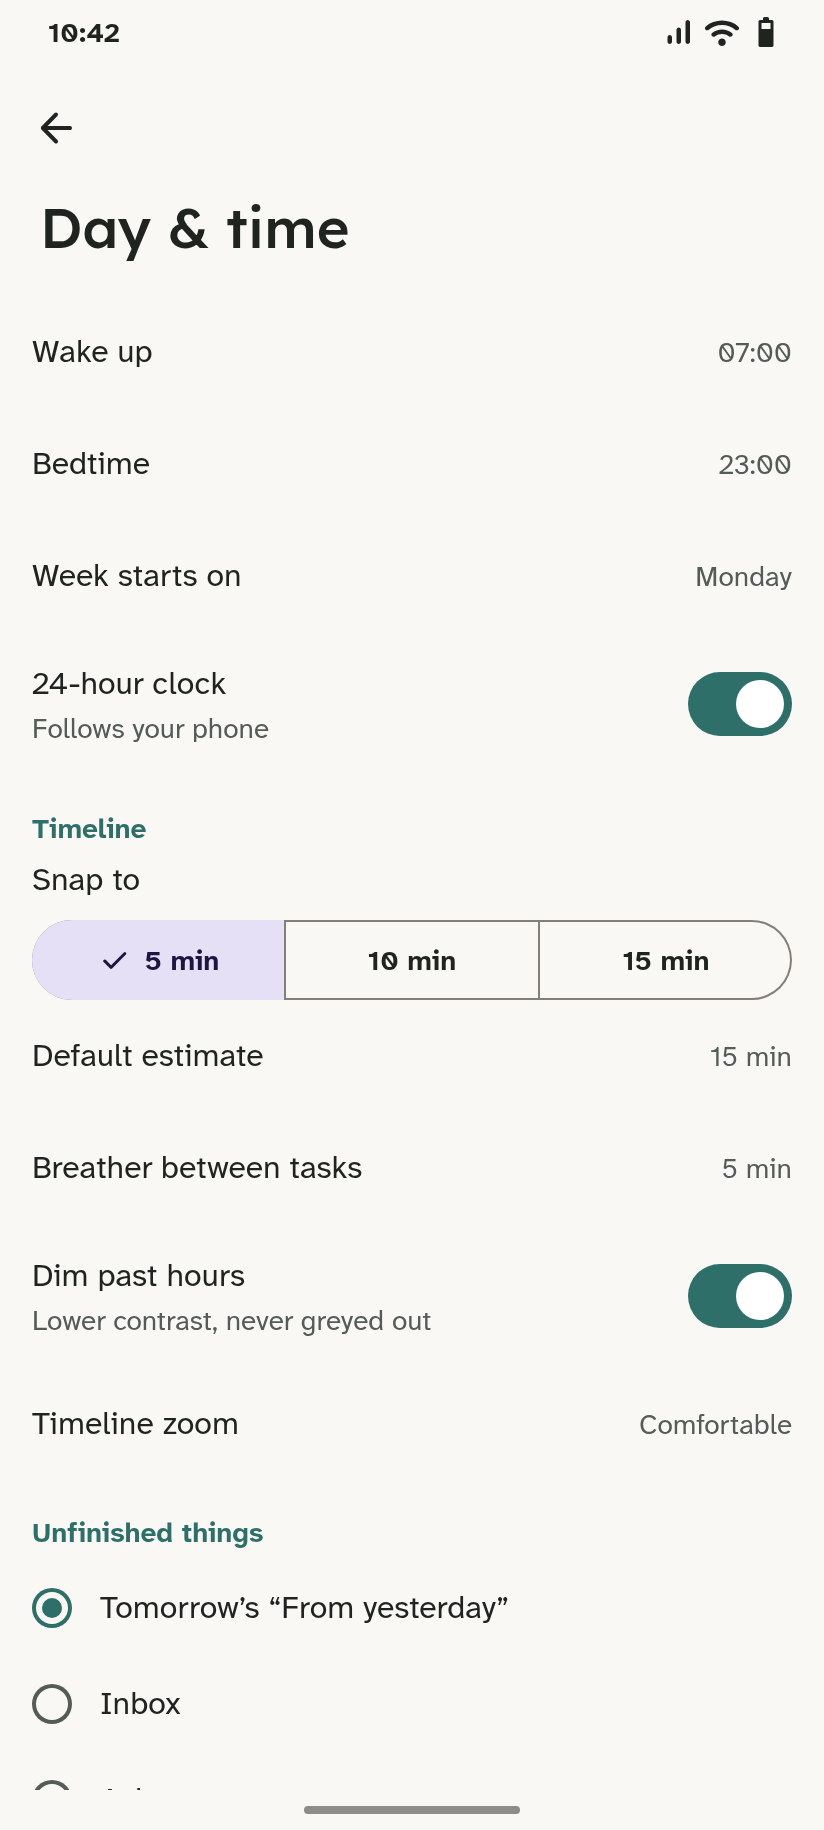 10:42
Day & time
Wake up 07:00
Bedtime 23:00
Week starts on Monday
24-hour clock
Follows your phone
Timeline
Snap to
5 min 10 min 15 min
Default estimate 15 min
Breather between tasks 5 min
Dim past hours
Lower contrast, never greyed out
Timeline zoom Comfortable
Unfinished things
Tomorrow’s “From yesterday”
Inbox